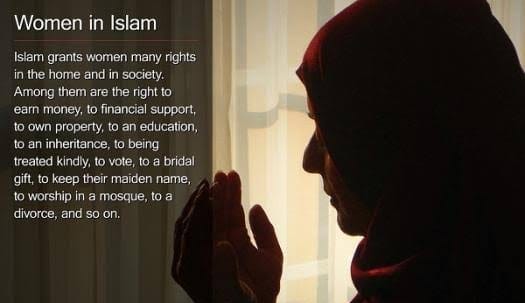 Women in Islam
Islam grants women many rights
in the home and in society.
Among them are the right to
earn money, to financial support,
to own property, to an education,
to an inheritance, to being
treated kindly, to vote, to a bridal
gift, to keep their maiden name,
to worship in a mosque, to a
divorce, and so on.